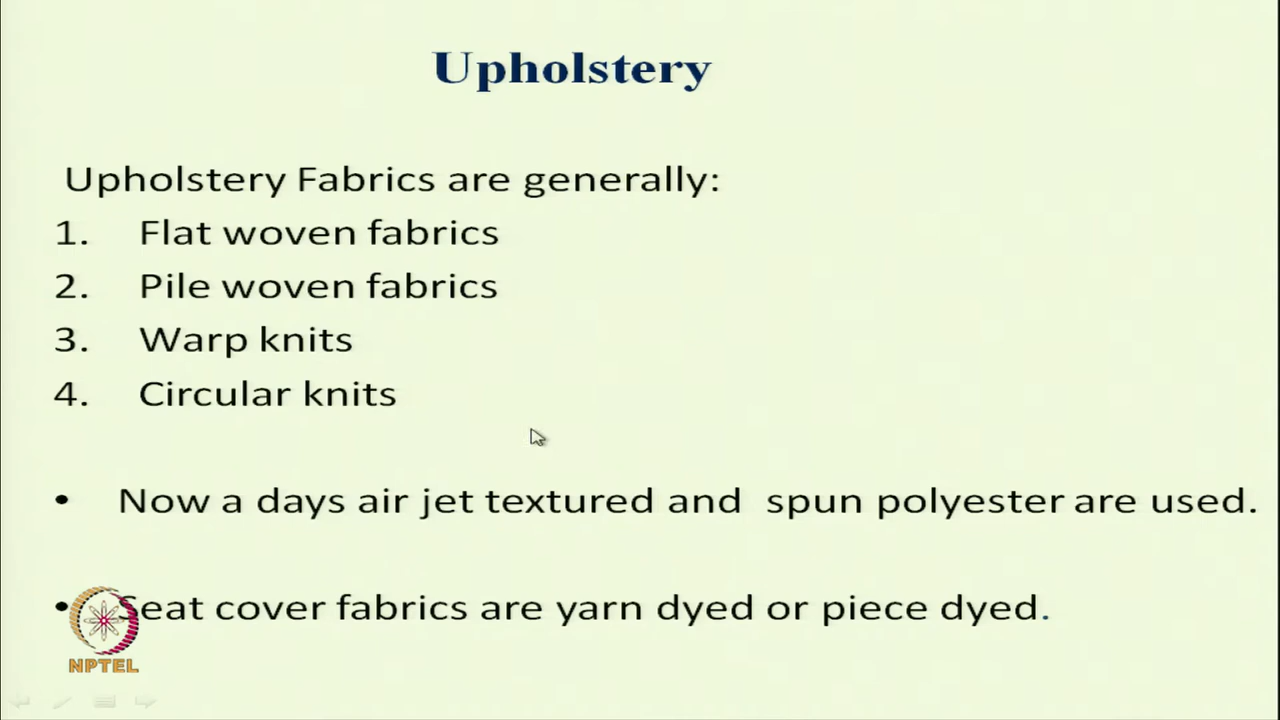 Upholstery
Upholstery Fabrics are generally:
1. Flat woven fabrics
2. Pile woven fabrics
3. Warp knits
4. Circular knits
• Now a days air jet textured and spun polyester are used.
• Seat cover fabrics are yarn dyed or piece dyed.
NPTEL